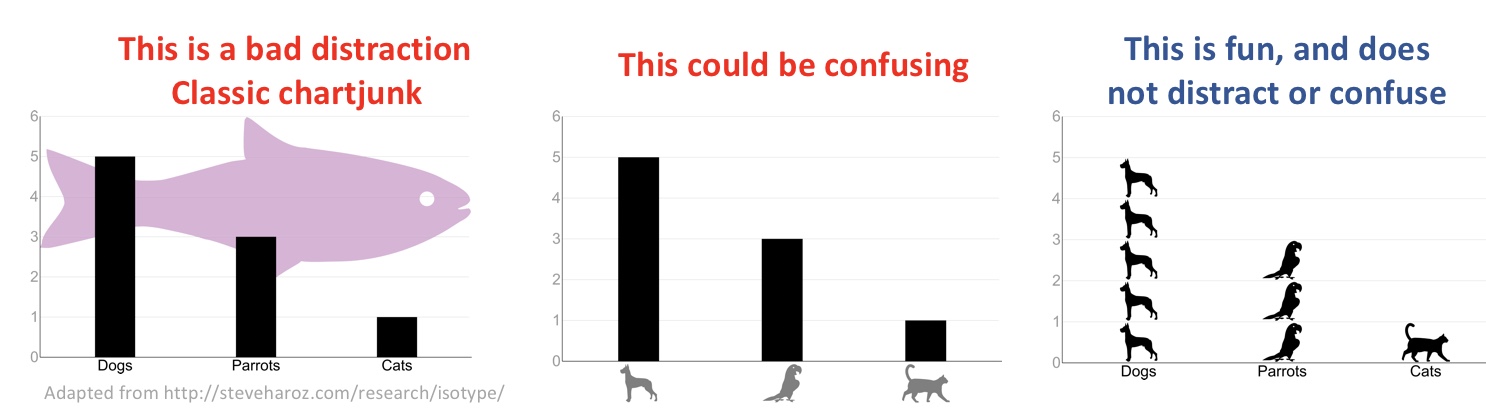 This is a bad distraction
Classic chartjunk
6
5
4
3
2
1
0
Dogs Parrots Cats
Adapted from http://steveharoz.com/research/isotype/
This could be confusing
6
5
4
3
2
1
0
This is fun, and does
not distract or confuse
6
5
4
3
2
1
0
Dogs Parrots Cats